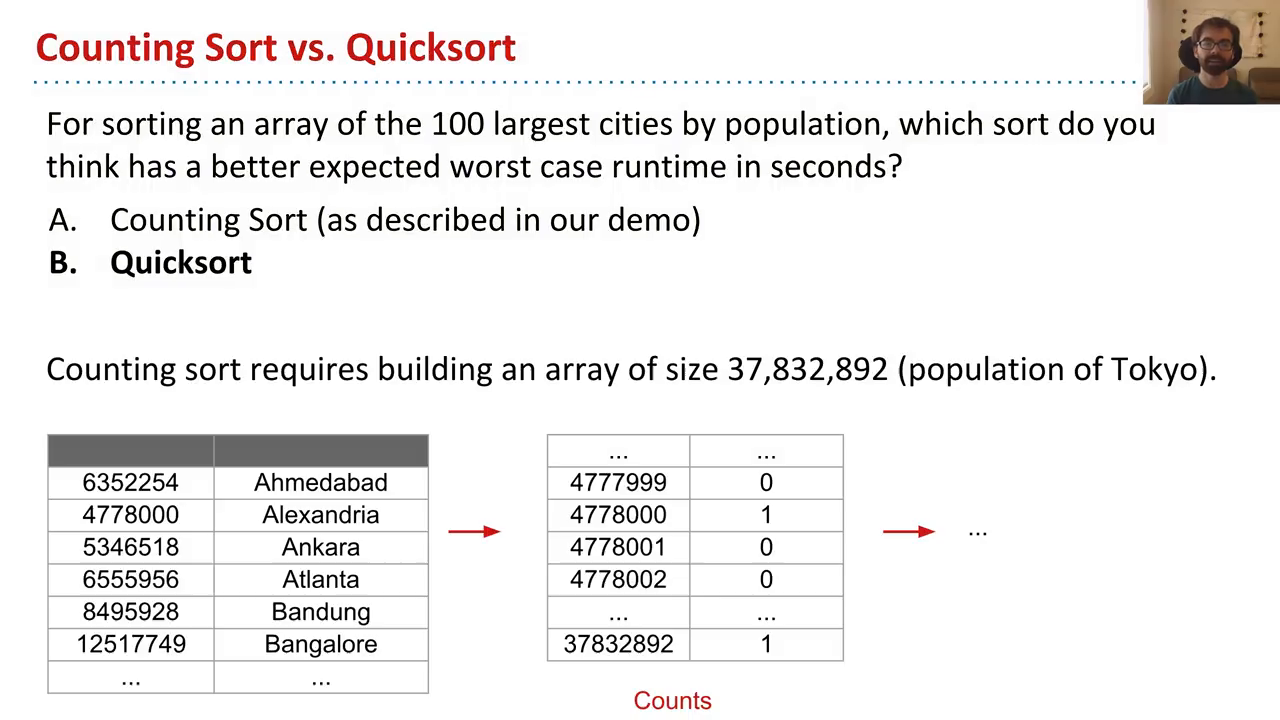 Counting Sort vs. Quicksort
For sorting an array of the 100 largest cities by population, which sort do you
think has a better expected worst case runtime in seconds?
A. Counting Sort (as described in our demo)
B. Quicksort
Counting sort requires building an array of size 37,832,892 (population of Tokyo).
6352254 Ahmedabad
4778000 Alexandria
5346518 Ankara
6555956 Atlanta
8495928 Bandung
12517749 Bangalore
... ...
... ...
4777999 0
4778000 1
4778001 0
4778002 0
... ...
37832892 1
Counts
...